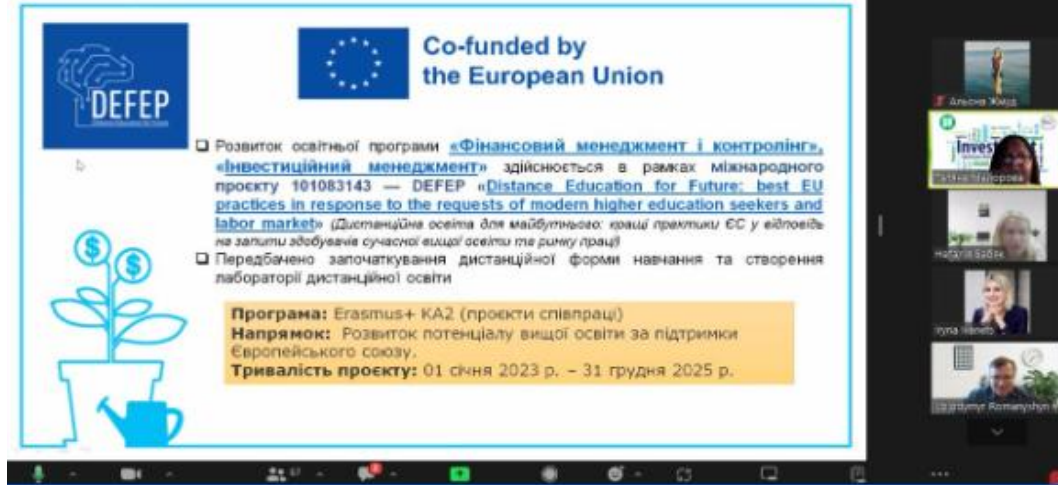 DEFEP
Co-funded by
the European Union
❑ Розвиток освітньої програми «Фінансовий менеджмент і контролінг»,
«Інвестиційний менеджмент» здійснюється в рамках міжнародного
проєкту 101083143 — DEFEP «Distance Education for Future: best EU
practices in response to the requests of modern higher education seekers and
labor market» (Дистанційна освіта для майбутнього: кращі практики ЄС у відповідь
на запити здобувачів сучасної вищої освіти та ринку праці)
❑ Передбачено започаткування дистанційної форми навчання та створення
лабораторії дистанційної освіти
Програма: Erasmus+ КА2 (проєкти співпраці)
Напрямок: Розвиток потенціалу вищої освіти за підтримки
Європейського союзу.
Тривалість проєкту: 01 січня 2023 р. – 31 грудня 2025 р.
Альона Жмуд
Invest
Наталія Бабяк
Iryna
Romanyshyn